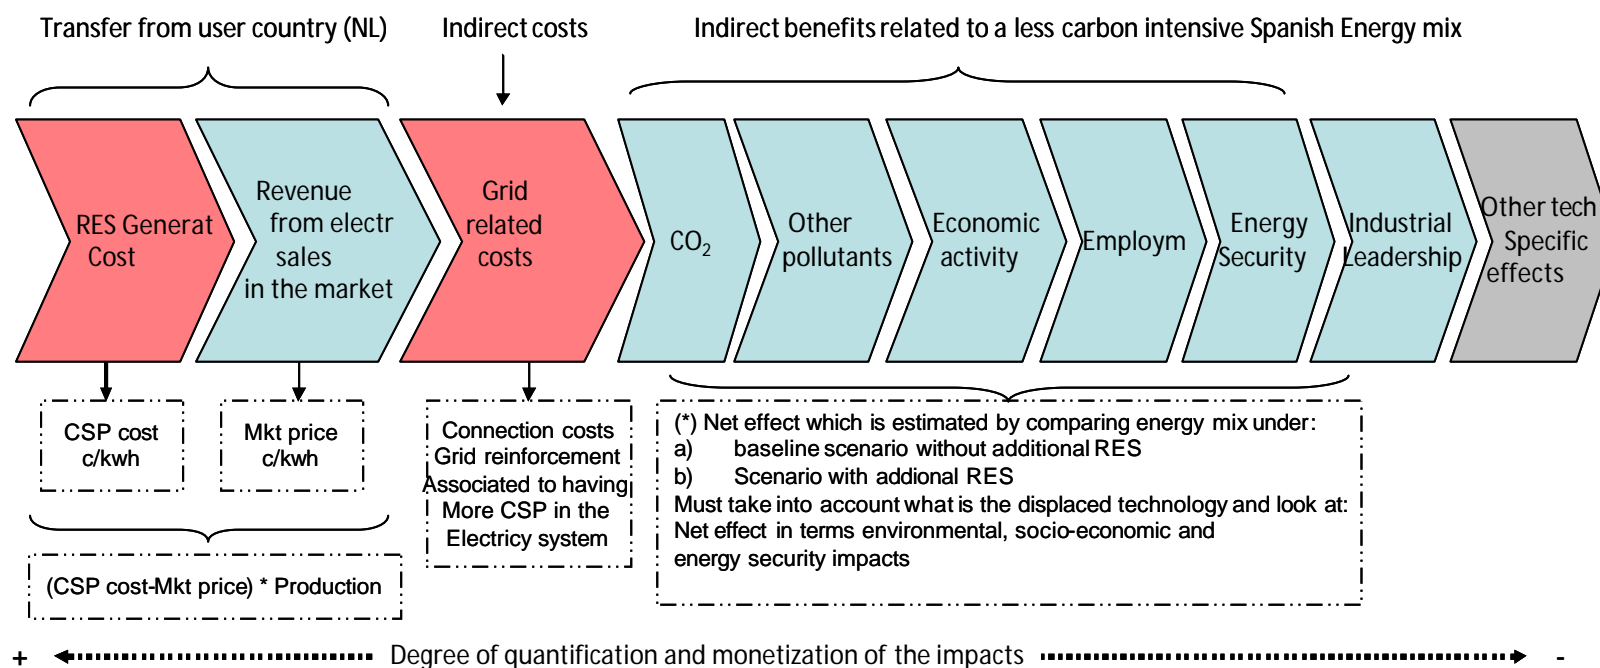 Transfer from user country (NL)
Indirect costs
Indirect benefits related to a less carbon intensive Spanish Energy mix
RES Generat
Cost
Revenue
from electr
sales
in the market
Grid
related
costs
CO2
Other
pollutants
Economic
activity
Employm
Energy
Security
Industrial
Leadership
Other tech
Specific
effects
CSP cost
c/kwh
Mkt price
c/kwh
(CSP cost-Mkt price) * Production
Connection costs
Grid reinforcement
Associated to having
More CSP in the
Electricy system
(*) Net effect which is estimated by comparing energy mix under:
a) baseline scenario without additional RES
b) Scenario with addional RES
Must take into account what is the displaced technology and look at:
Net effect in terms environmental, socio-economic and
energy security impacts
+ Degree of quantification and monetization of the impacts -